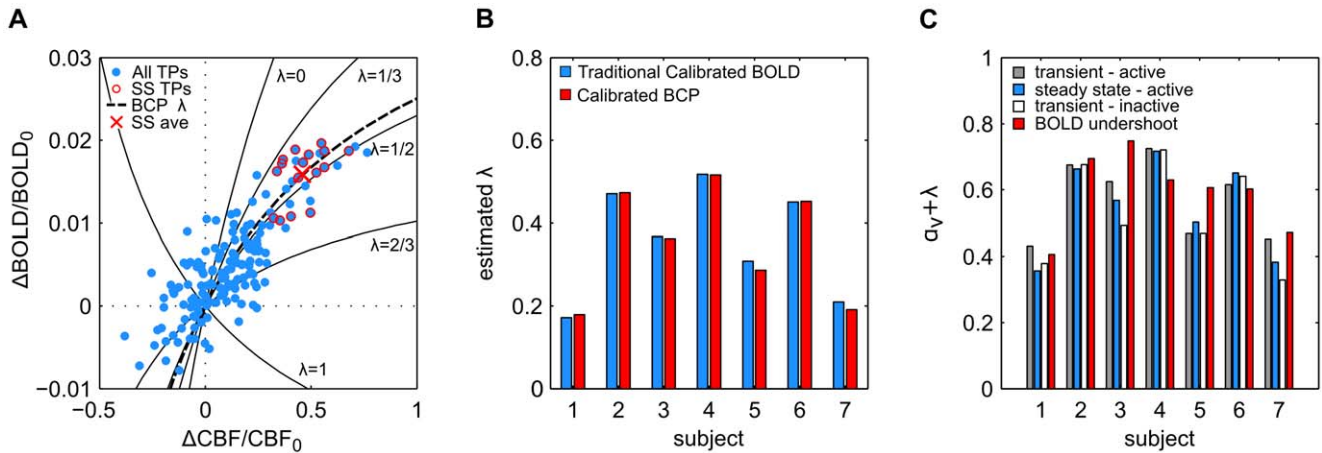 A
ΔBOLD/BOLD₀
0.03
0.02
0.01
0
−0.01
−0.5
0
0.5
1
ΔCBF/CBF₀
All TPs
SS TPs
BCP λ
SS ave
λ=0
λ=1/3
λ=1/2
λ=2/3
λ=1
B
estimated λ
0.8
0.6
0.4
0.2
0
Traditional Calibrated BOLD
Calibrated BCP
1 2 3 4 5 6 7
subject
C
αᵥ+λ
1
0.8
0.6
0.4
0.2
0
transient - active
steady state - active
transient - inactive
BOLD undershoot
1 2 3 4 5 6 7
subject